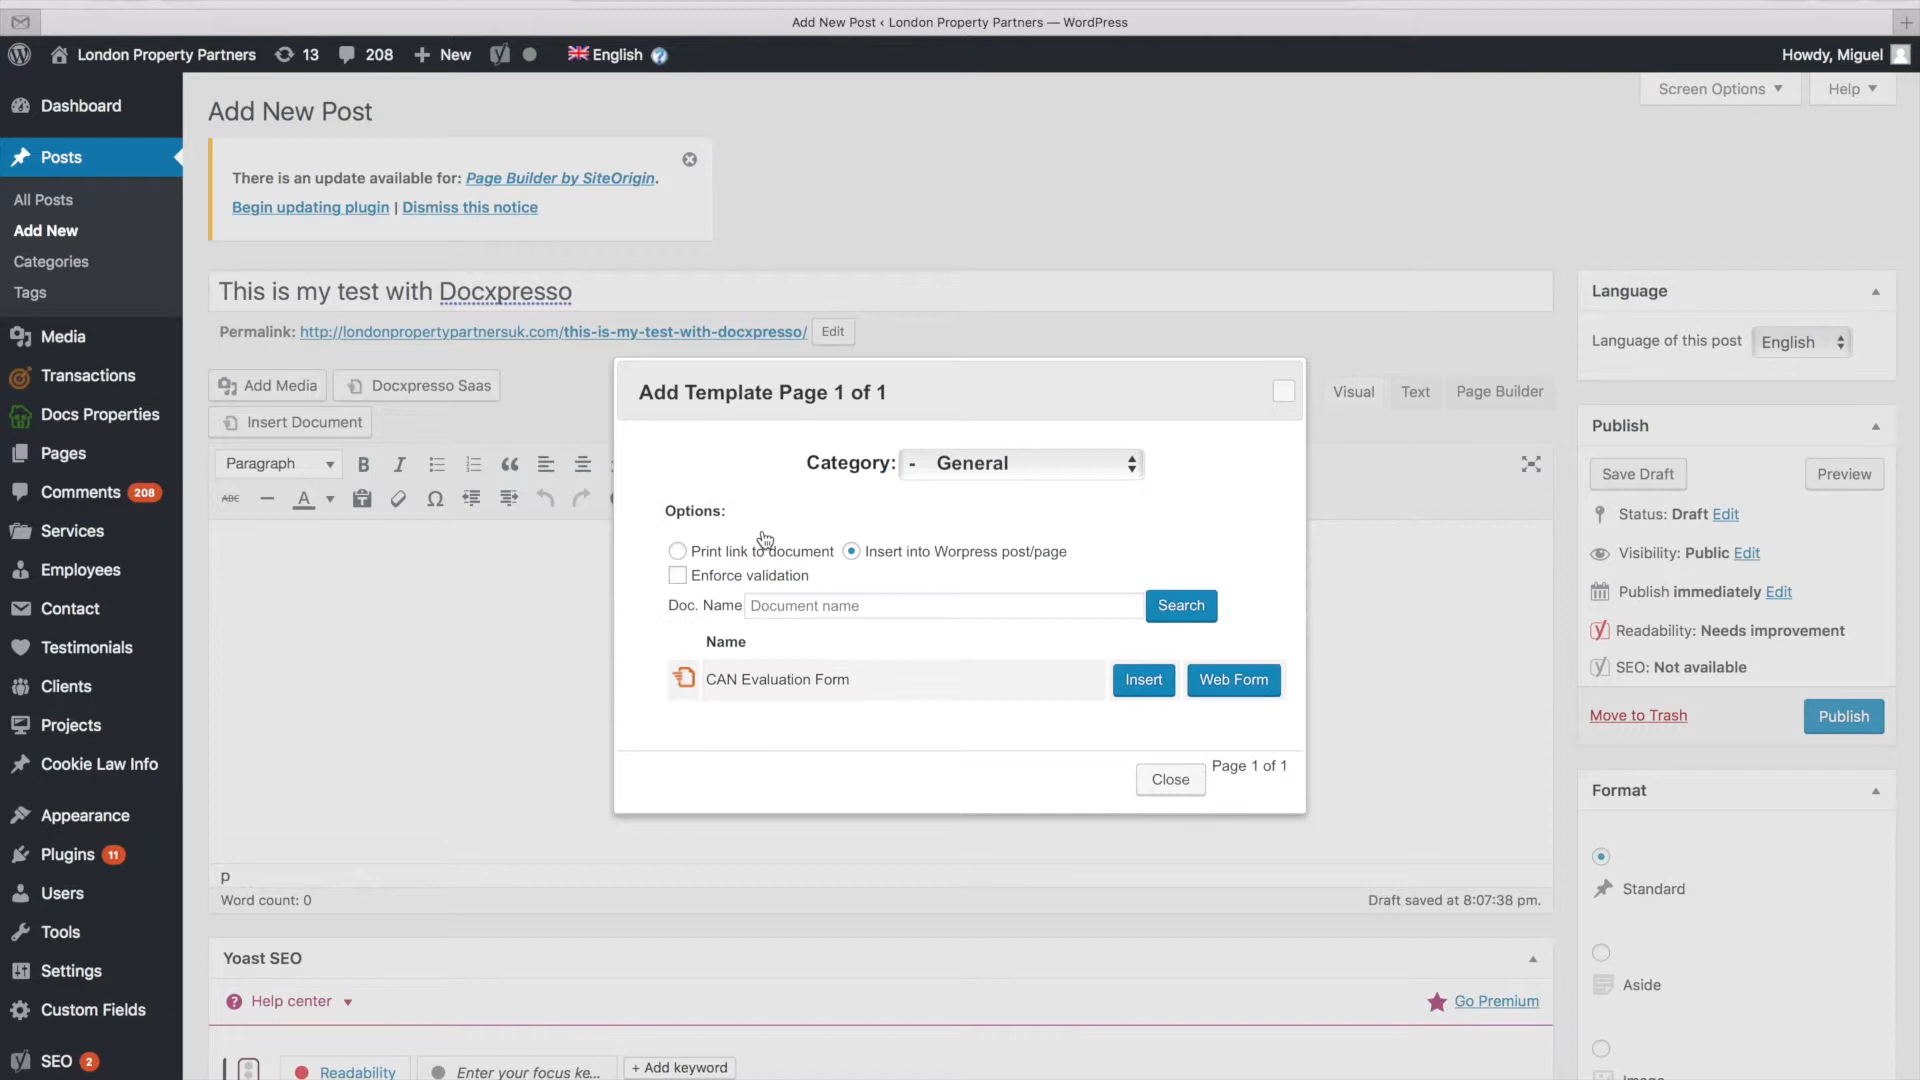 Add New Post ‹ London Property Partners — WordPress
London Property Partners 13 208 New English Howdy, Miguel
Screen Options Help
Dashboard
Posts
All Posts
Add New
Categories
Tags
Media
Transactions
Docs Properties
Pages
Comments 208
Services
Employees
Contact
Testimonials
Clients
Projects
Cookie Law Info
Appearance
Plugins 11
Users
Tools
Settings
Custom Fields
SEO 2
Add New Post
There is an update available for: Page Builder by SiteOrigin.
Begin updating plugin | Dismiss this notice
This is my test with Docxpresso
Permalink: http://londonpropertypartnersuk.com/this-is-my-test-with-docxpresso/ Edit
Add Media Docxpresso Saas
Insert Document
Visual Text Page Builder
Paragraph B I
ABC A Ω
Add Template Page 1 of 1
Category: - General
Options:
Print link to document Insert into Worpress post/page
Enforce validation
Doc. Name Document name Search
Name
CAN Evaluation Form Insert Web Form
Page 1 of 1
Close
p
Word count: 0 Draft saved at 8:07:38 pm.
Yoast SEO
Help center Go Premium
Readability Enter your focus ke... + Add keyword
Language
Language of this post English
Publish
Save Draft Preview
Status: Draft Edit
Visibility: Public Edit
Publish immediately Edit
Readability: Needs improvement
SEO: Not available
Move to Trash Publish
Format
Standard
Aside